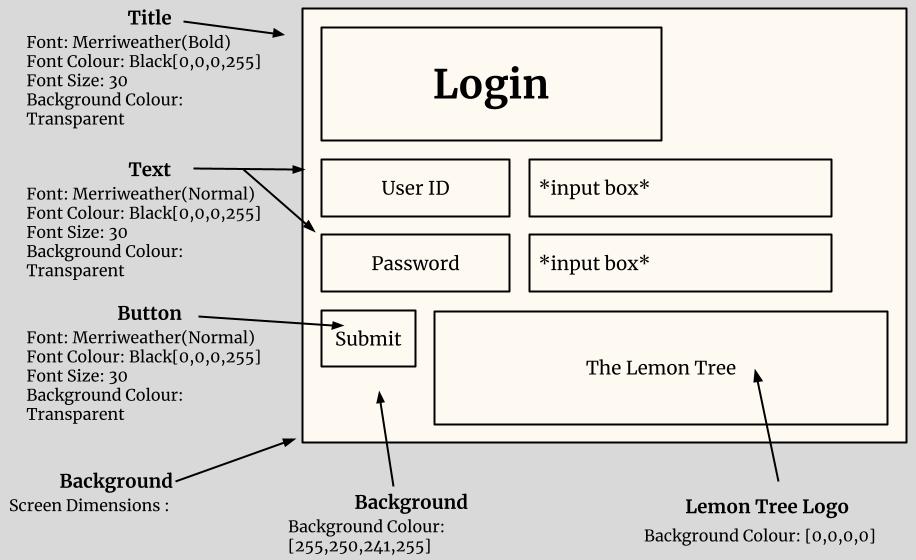 Title
Font: Merriweather(Bold)
Font Colour: Black[0,0,0,255]
Font Size: 30
Background Colour:
Transparent
Login
Text
Font: Merriweather(Normal)
Font Colour: Black[0,0,0,255]
Font Size: 30
Background Colour:
Transparent
User ID
*input box*
Password
*input box*
Button
Font: Merriweather(Normal)
Font Colour: Black[0,0,0,255]
Font Size: 30
Background Colour:
Transparent
Submit
The Lemon Tree
Background
Screen Dimensions :
Background
Background Colour:
[255,250,241,255]
Lemon Tree Logo
Background Colour: [0,0,0,0]